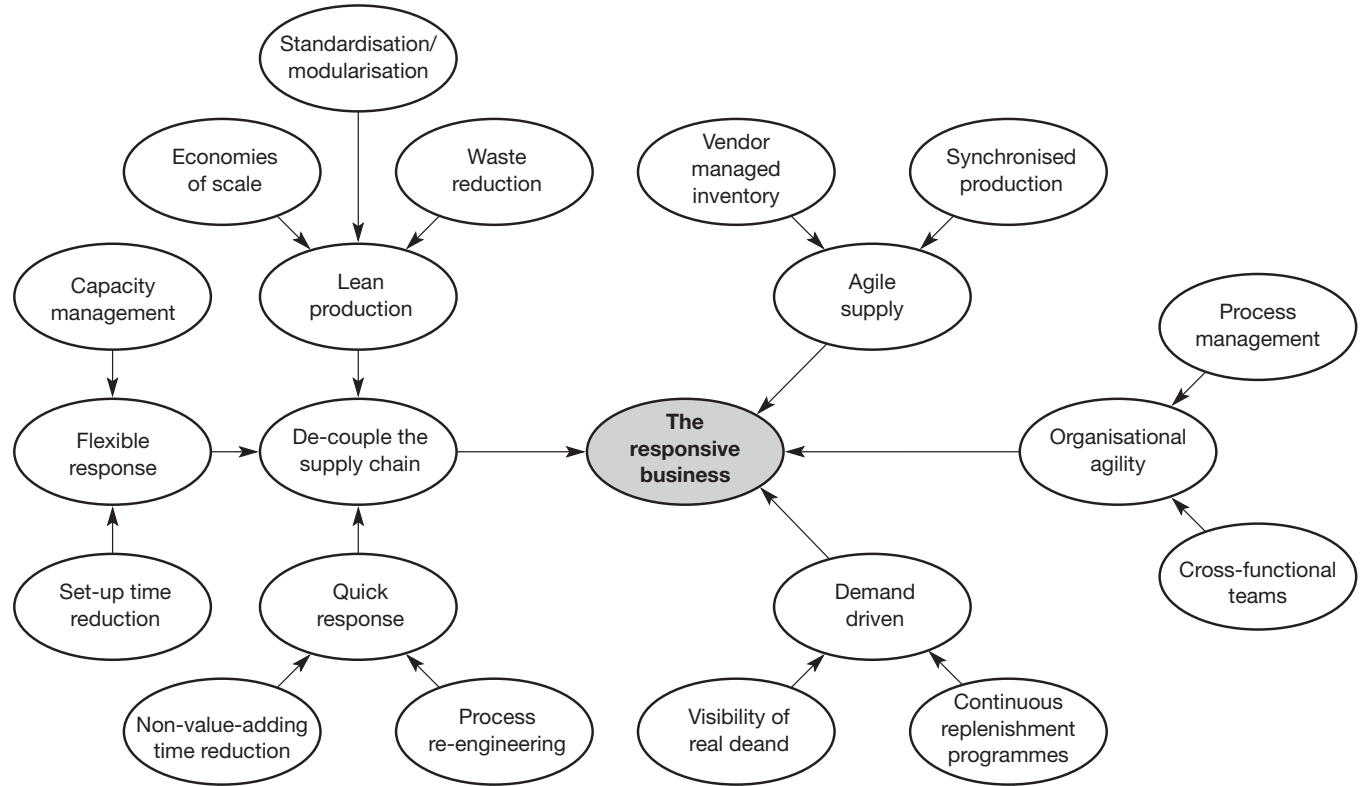 Standardisation/
modularisation
Economies
of scale
Waste
reduction
Vendor
managed
inventory
Synchronised
production
Capacity
management
Lean
production
Agile
supply
Process
management
Flexible
response
De-couple the
supply chain
The
responsive
business
Organisational
agility
Set-up time
reduction
Quick
response
Demand
driven
Cross-functional
teams
Non-value-adding
time reduction
Process
re-engineering
Visibility of
real deand
Continuous
replenishment
programmes